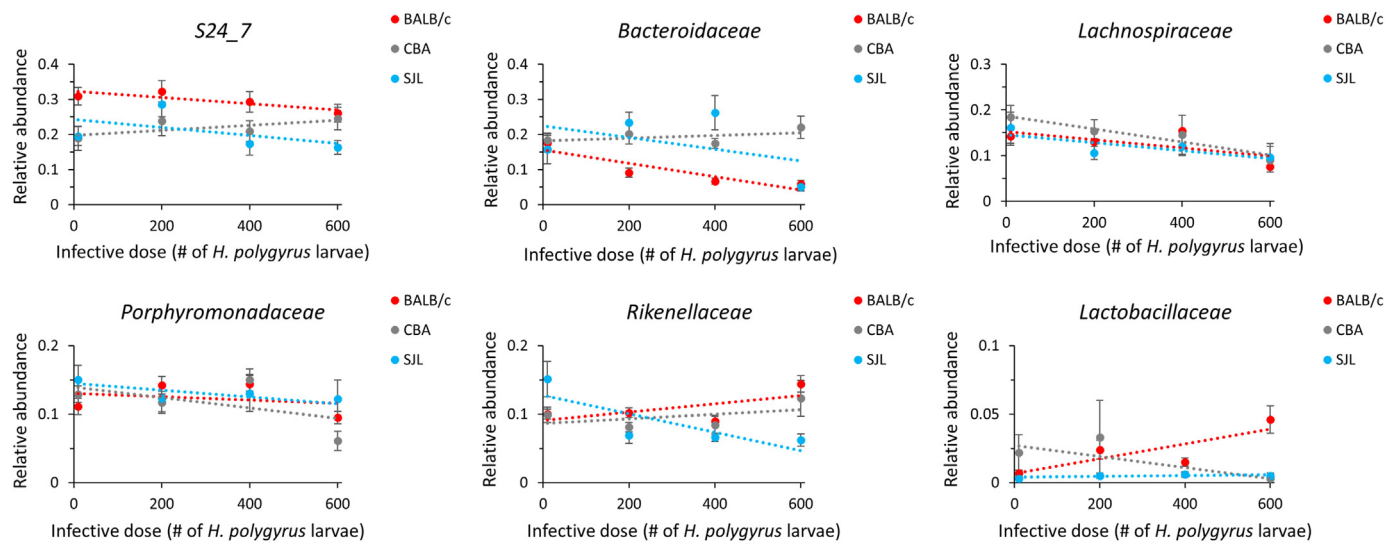 S24_7
BALB/c
CBA
SJL
Relative abundance
0.4
0.3
0.2
0.1
0
0 200 400 600
Infective dose (# of H. polygyrus larvae)
Bacteroidaceae
BALB/c
CBA
SJL
Relative abundance
0.4
0.3
0.2
0.1
0
0 200 400 600
Infective dose (# of H. polygyrus larvae)
Lachnospiraceae
BALB/c
CBA
SJL
Relative abundance
0.3
0.2
0.1
0
0 200 400 600
Infective dose (# of H. polygyrus larvae)
Porphyromonadaceae
BALB/c
CBA
SJL
Relative abundance
0.2
0.1
0
0 200 400 600
Infective dose (# of H. polygyrus larvae)
Rikenellaceae
BALB/c
CBA
SJL
Relative abundance
0.2
0.1
0
0 200 400 600
Infective dose (# of H. polygyrus larvae)
Lactobacillaceae
BALB/c
CBA
SJL
Relative abundance
0.1
0.05
0
0 200 400 600
Infective dose (# of H. polygyrus larvae)